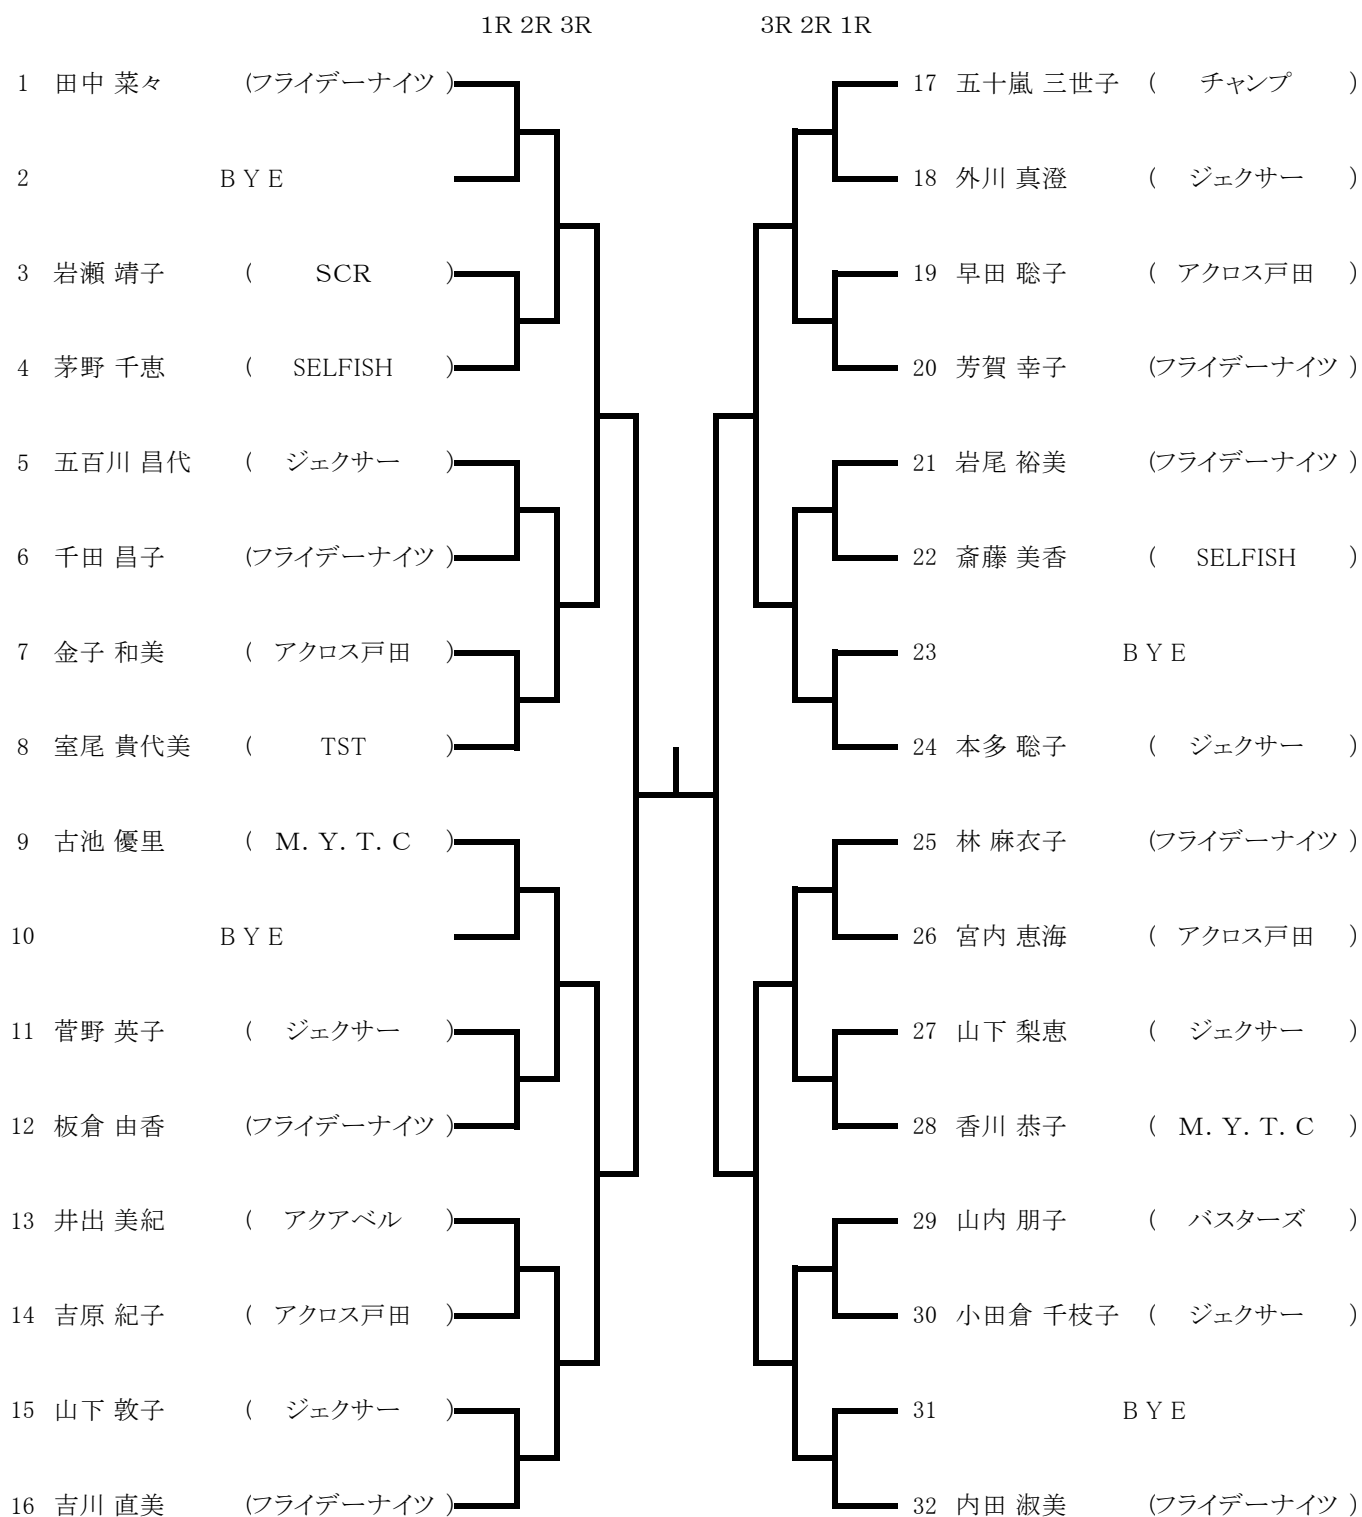 1R 2R 3R
3R 2R 1R
1 田中 菜々 (フライデーナイツ )
2 B Y E
3 岩瀬 靖子 ( SCR )
4 茅野 千恵 ( SELFISH )
5 五百川 昌代 ( ジェクサー )
6 千田 昌子 (フライデーナイツ )
7 金子 和美 ( アクロス戸田 )
8 室尾 貴代美 ( TST )
9 古池 優里 ( M. Y. T. C )
10 B Y E
11 菅野 英子 ( ジェクサー )
12 板倉 由香 (フライデーナイツ )
13 井出 美紀 ( アクアベル )
14 吉原 紀子 ( アクロス戸田 )
15 山下 敦子 ( ジェクサー )
16 吉川 直美 (フライデーナイツ )
17 五十嵐 三世子 ( チャンプ )
18 外川 真澄 ( ジェクサー )
19 早田 聡子 ( アクロス戸田 )
20 芳賀 幸子 (フライデーナイツ )
21 岩尾 裕美 (フライデーナイツ )
22 斎藤 美香 ( SELFISH )
23 B Y E
24 本多 聡子 ( ジェクサー )
25 林 麻衣子 (フライデーナイツ )
26 宮内 恵海 ( アクロス戸田 )
27 山下 梨恵 ( ジェクサー )
28 香川 恭子 ( M. Y. T. C )
29 山内 朋子 ( バスターズ )
30 小田倉 千枝子 ( ジェクサー )
31 B Y E
32 内田 淑美 (フライデーナイツ )